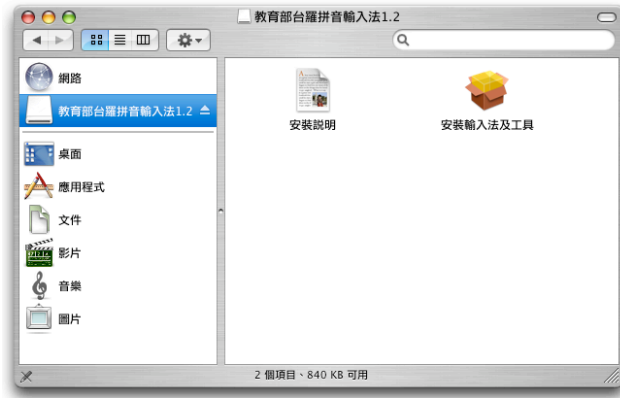 教育部台羅拼音輸入法1.2
網路
教育部台羅拼音輸入法1.2
桌面
應用程式
文件
影片
音樂
圖片
安裝說明
安裝輸入法及工具
2 個項目、840 KB 可用